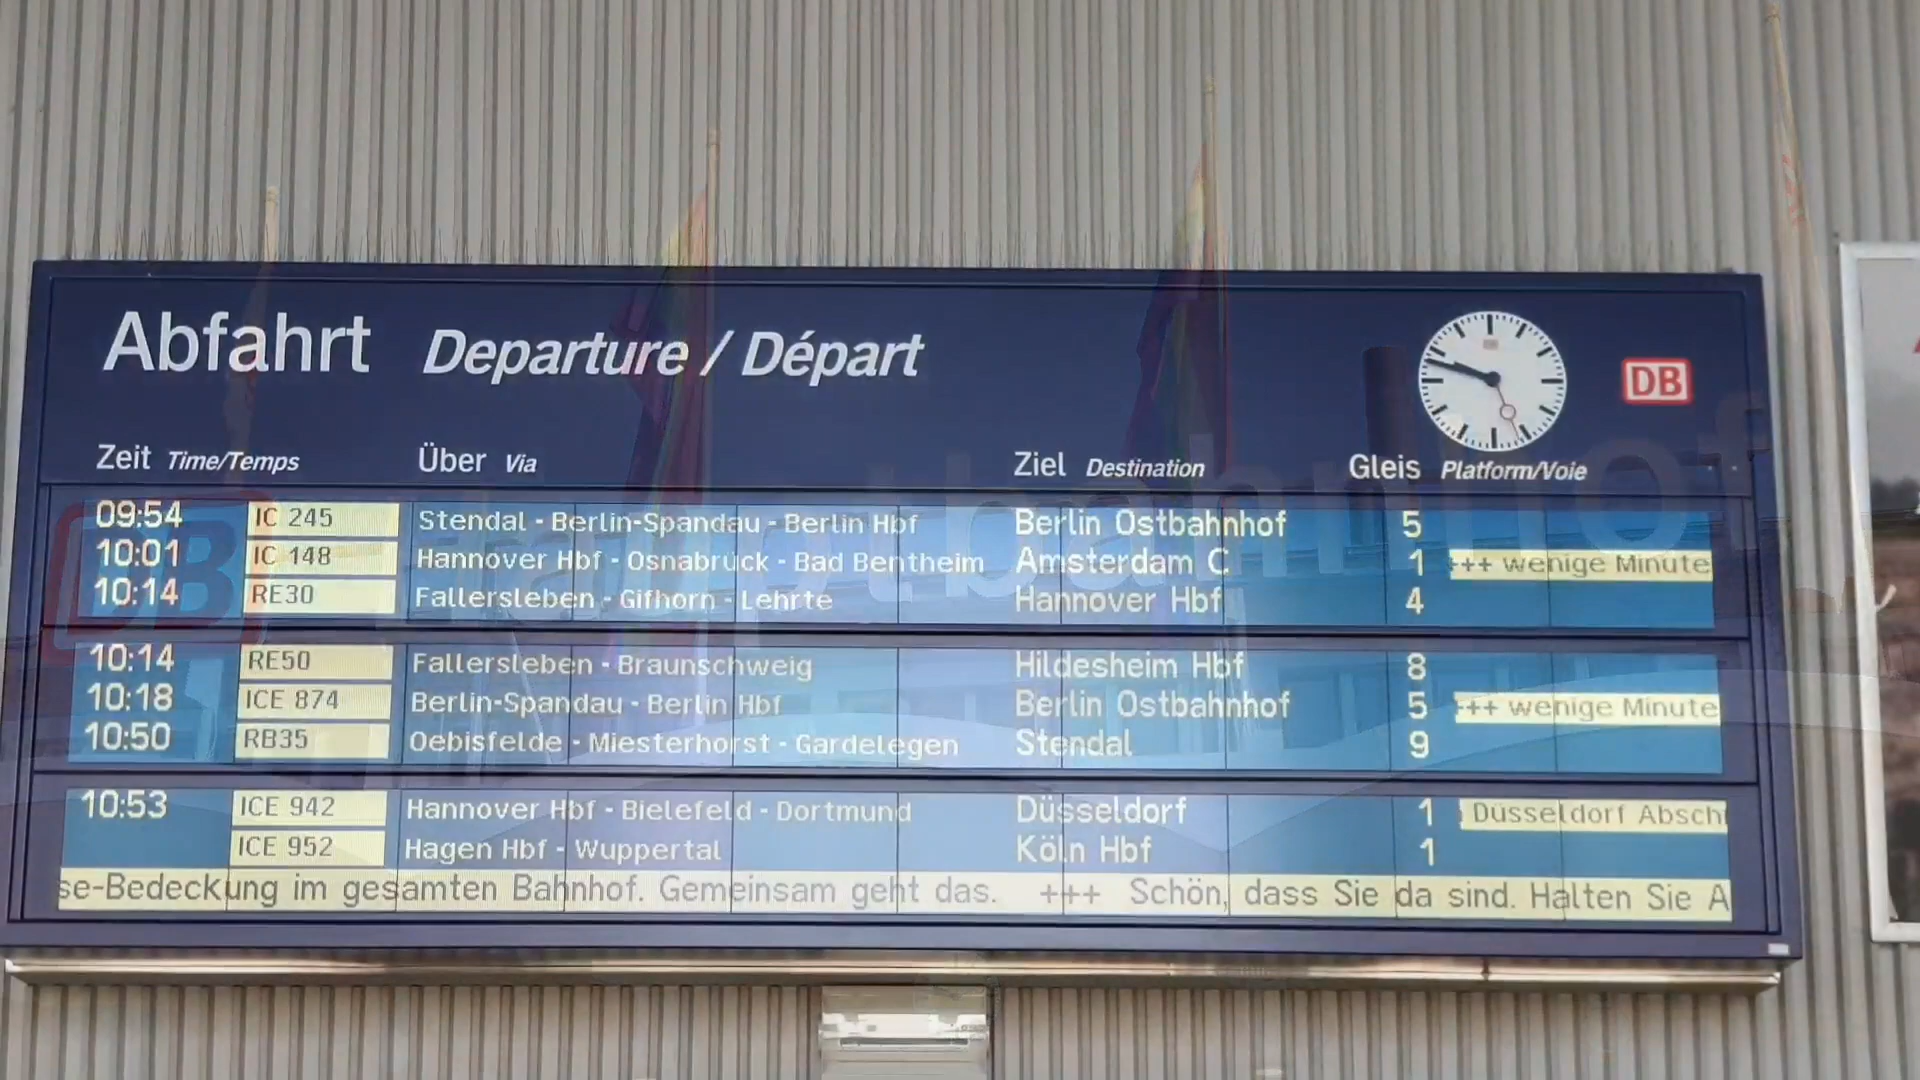 Abfahrt Departure / Départ
DB
Zeit Time/Temps Über Via Ziel Destination Gleis Platform/Voie
09:54 IC 245 Stendal - Berlin-Spandau - Berlin Hbf Berlin Ostbahnhof 5
10:01 IC 148 Hannover Hbf - Osnabrück - Bad Bentheim Amsterdam C 1 +++ wenige Minute
10:14 RE30 Fallersleben - Gifhorn - Lehrte Hannover Hbf 4
10:14 RE50 Fallersleben - Braunschweig Hildesheim Hbf 8
10:18 ICE 874 Berlin-Spandau - Berlin Hbf Berlin Ostbahnhof 5 +++ wenige Minute
10:50 RB35 Oebisfelde - Miesterhorst - Gardelegen Stendal 9
10:53 ICE 942 Hannover Hbf - Bielefeld - Dortmund Düsseldorf 1 Düsseldorf Absch
ICE 952 Hagen Hbf - Wuppertal Köln Hbf 1
se-Bedeckung im gesamten Bahnhof. Gemeinsam geht das. +++ Schön, dass Sie da sind. Halten Sie A
DB Hauptbahnhof